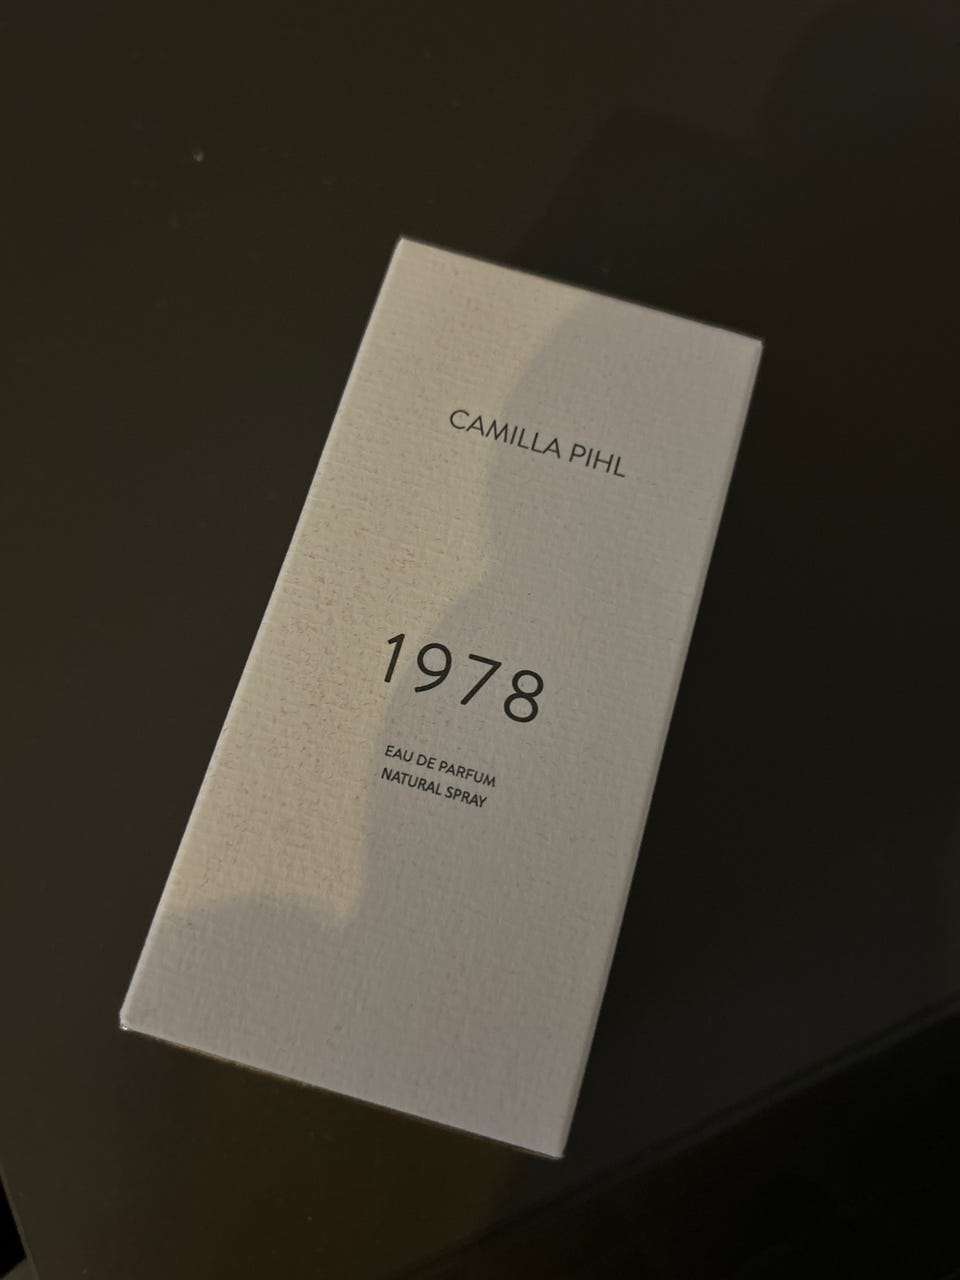 CAMILLA PIHL
1978
EAU DE PARFUM
NATURAL SPRAY